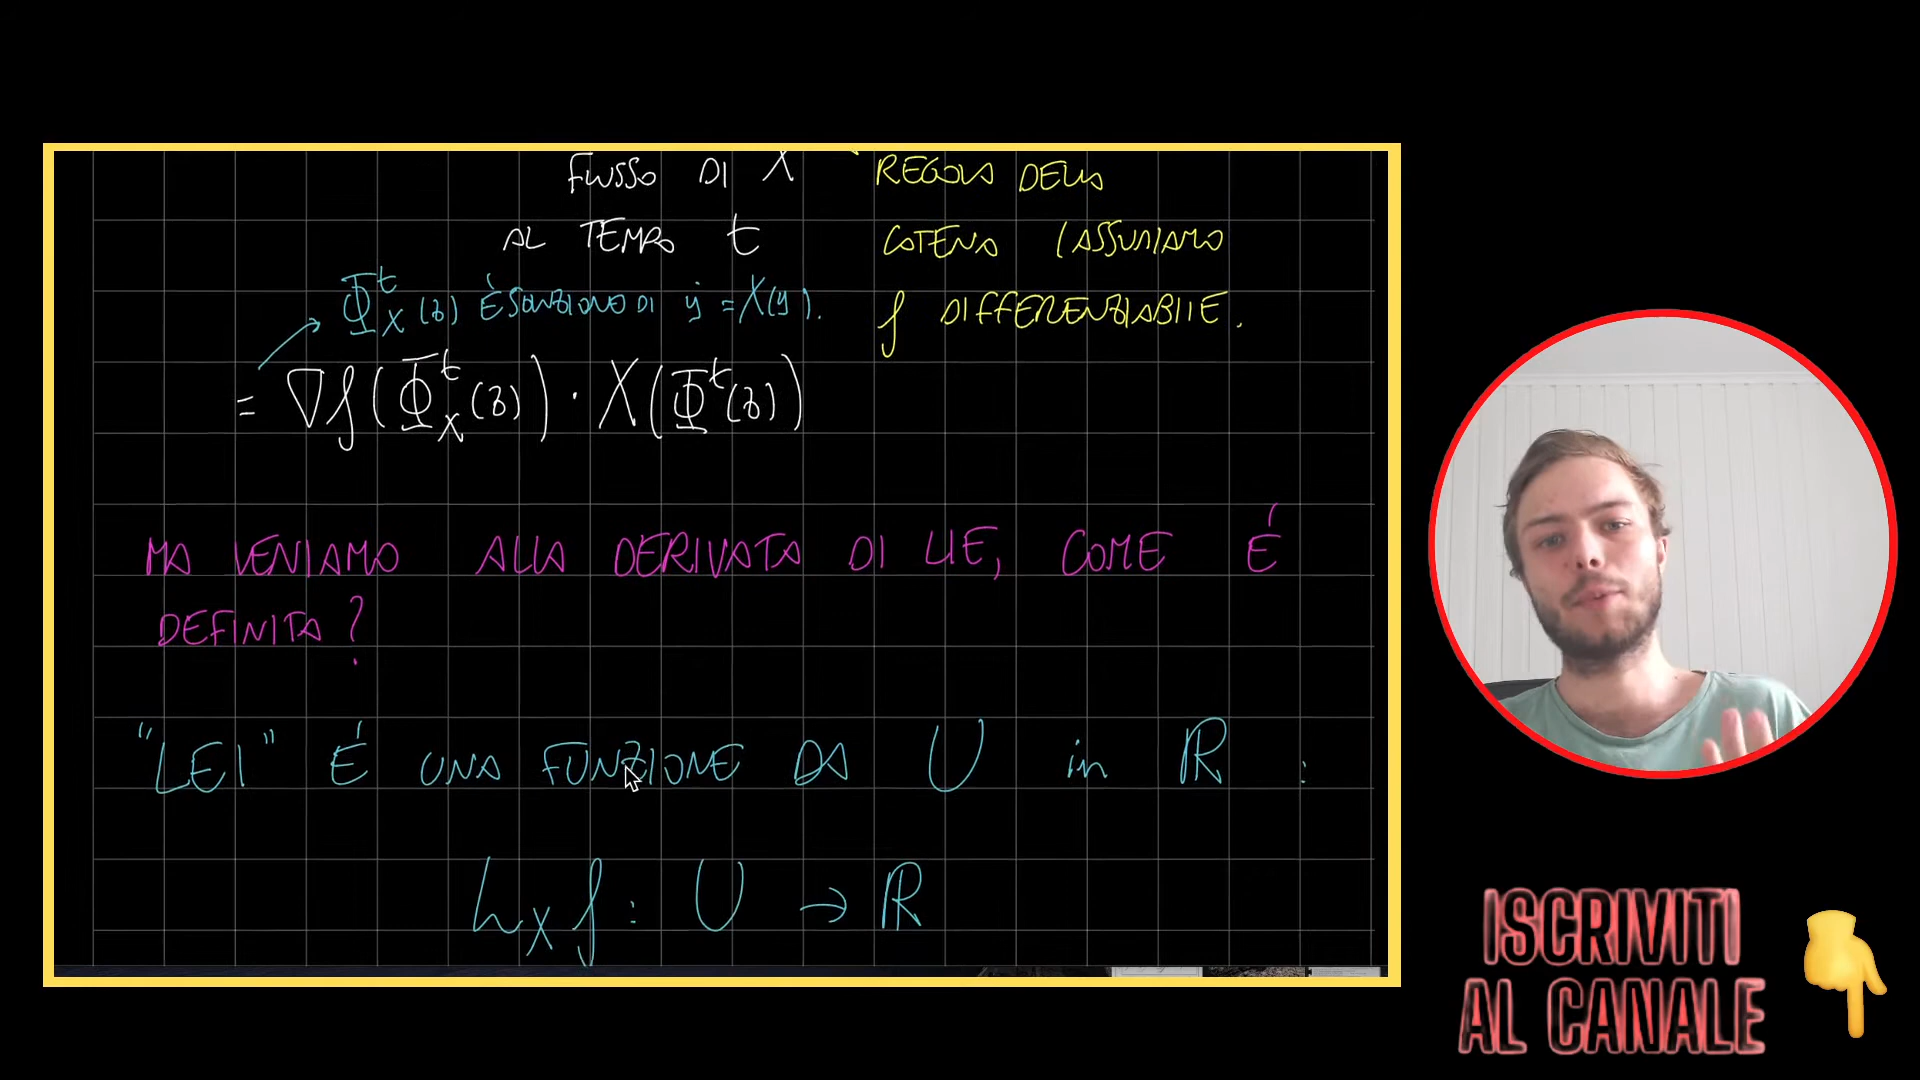 FLUSSO DI X
AL TEMPO t
REGOLA DELLA
CATENA (ASSUMIAMO
f DIFFERENZIABILE.
Φ^t_X(z) È SOLUZIONE DI ẏ = X(y).
= ∇f(Φ^t_X(z)) · X(Φ^t(z))
MA VENIAMO ALLA DERIVATA DI LIE, COME É
DEFINITA?
"LEI" É UNA FUNZIONE DA U in ℝ :
L_X f : U → ℝ
ISCRIVITI
AL CANALE